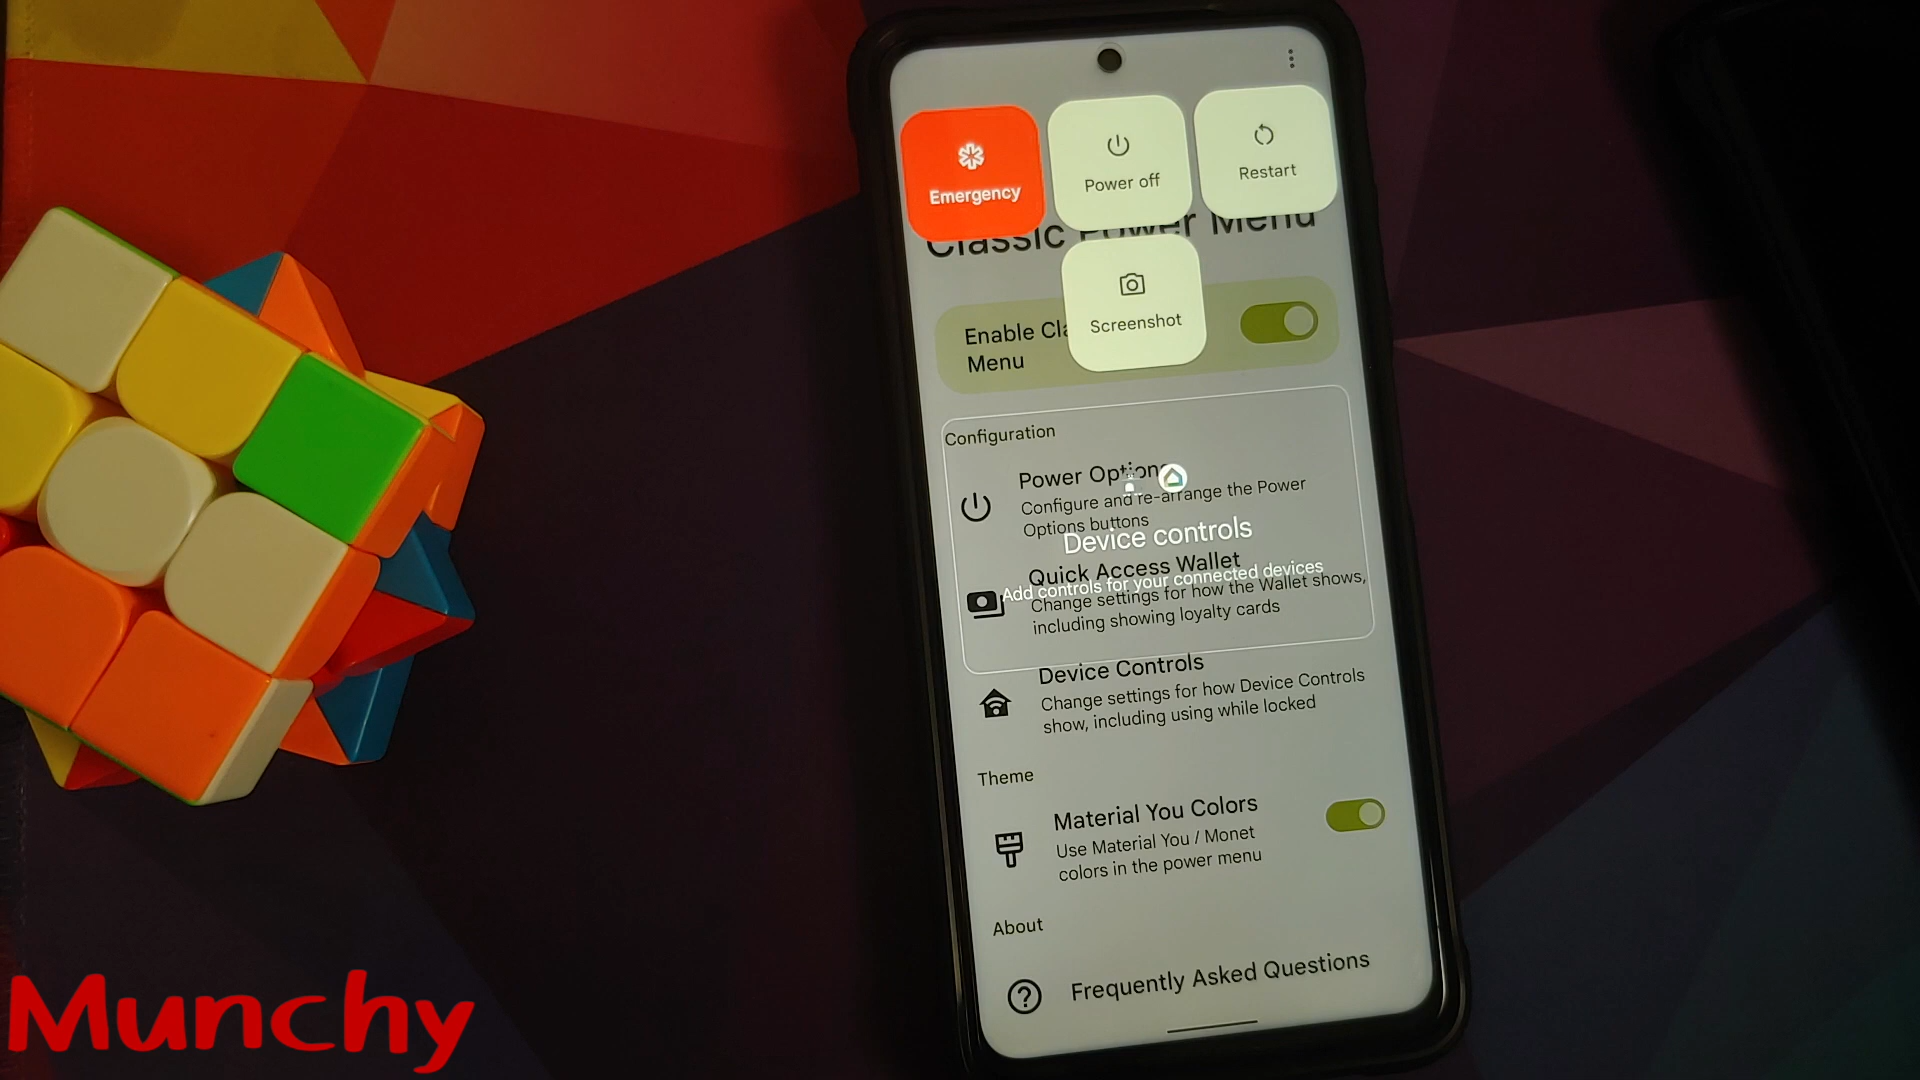 Emergency
Power off
Restart
Classic Power Menu
Screenshot
Enable Cla
Menu
Configuration
Power Options
Configure and re-arrange the Power
Options buttons
Device controls
Quick Access Wallet
Add controls for your connected devices
Change settings for how the Wallet shows,
including showing loyalty cards
Device Controls
Change settings for how Device Controls
show, including using while locked
Theme
Material You Colors
Use Material You / Monet
colors in the power menu
About
Frequently Asked Questions
Munchy